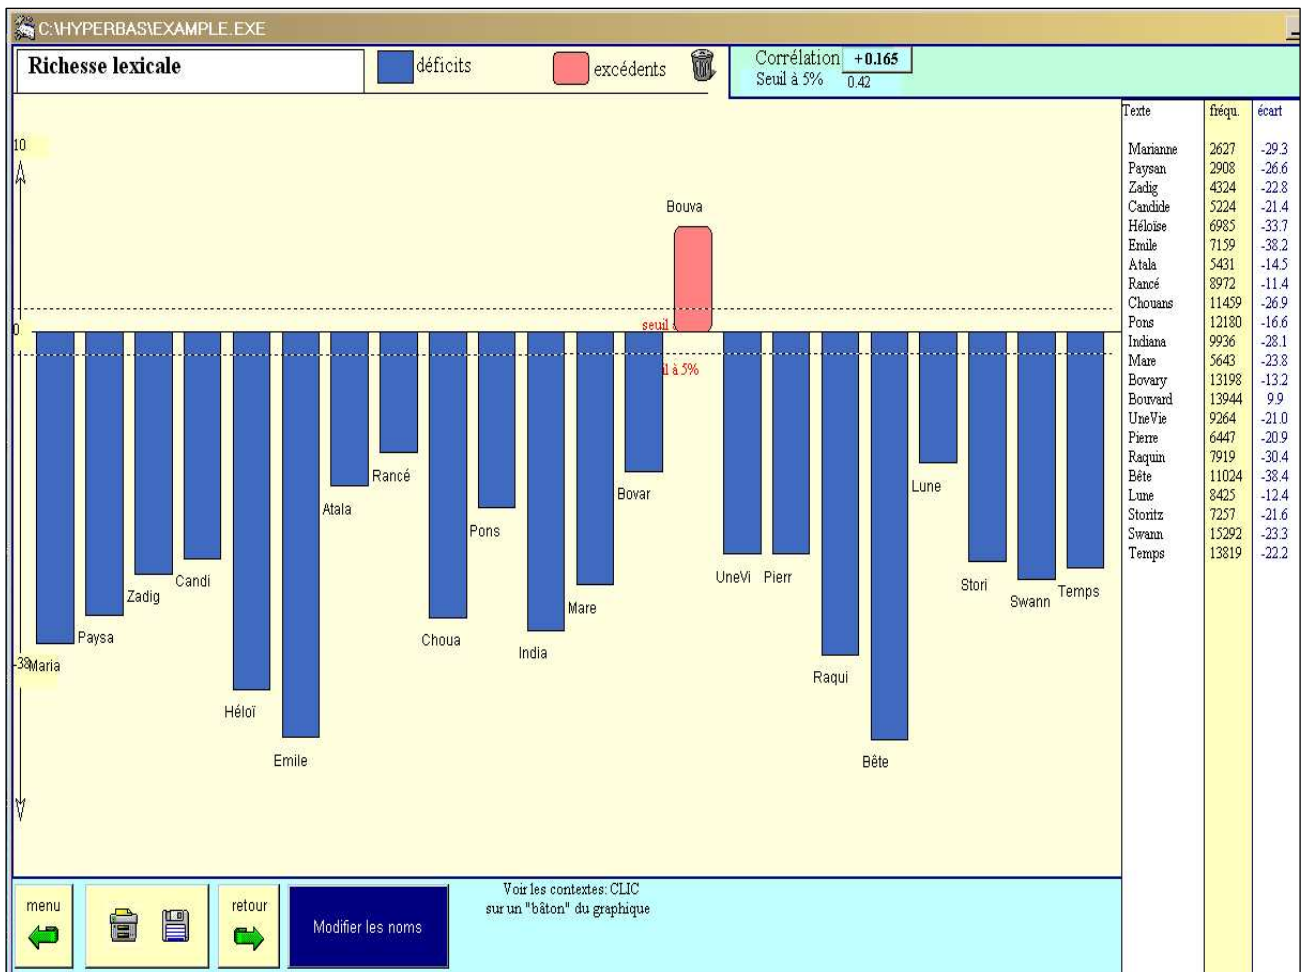 C:\HYPERBAS\EXAMPLE.EXE
Richesse lexicale
déficits
excédents
Corrélation +0.165
Seuil à 5% 0.42
Texte fréqu. écart
Marianne 2627 -29.3
Paysan 2908 -26.6
Zadig 4324 -22.8
Candide 5224 -21.4
Héloïse 6985 -33.7
Emile 7159 -38.2
Atala 5431 -14.5
Rancé 8972 -11.4
Chouans 11459 -26.9
Pons 12180 -16.6
Indiana 9936 -28.1
Mare 5643 -23.8
Bovary 13198 -13.2
Bouvard 13944 9.9
UneVie 9264 -21.0
Pierre 6447 -20.9
Raquin 7919 -30.4
Bête 11024 -38.4
Lune 8425 -12.4
Storitz 7257 -21.6
Swann 15292 -23.3
Temps 13819 -22.2
10
Bouva
0
seuil
à 5%
-38
Maria
Paysa
Zadig
Candi
Héloï
Emile
Atala
Rancé
Choua
Pons
India
Mare
Bovar
UneVi
Pierr
Raqui
Bête
Lune
Stori
Swann
Temps
menu
retour
Modifier les noms
Voir les contextes: CLIC
sur un "bâton" du graphique